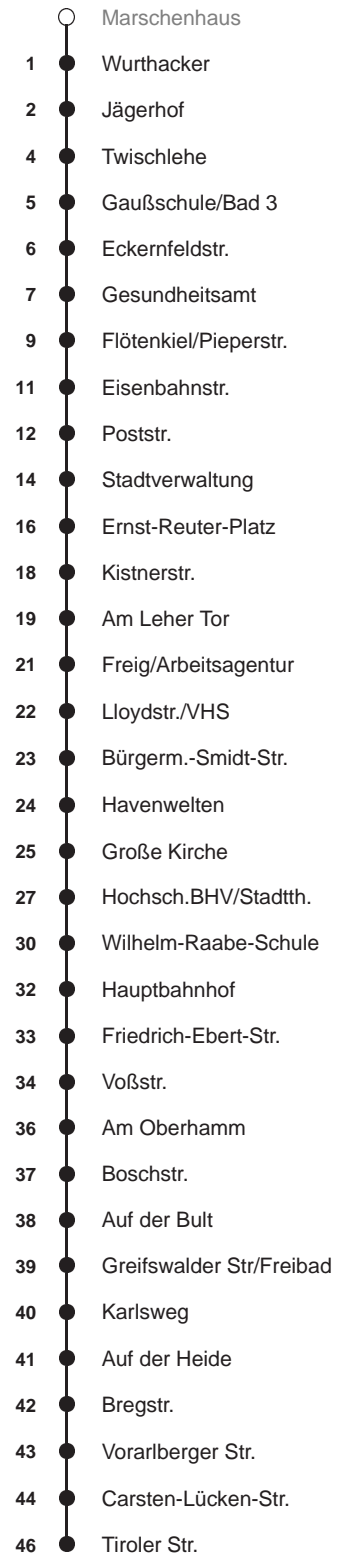 Marschenhaus
1 Wurthacker
2 Jägerhof
4 Twischlehe
5 Gaußschule/Bad 3
6 Eckernfeldstr.
7 Gesundheitsamt
9 Flötenkiel/Pieperstr.
11 Eisenbahnstr.
12 Poststr.
14 Stadtverwaltung
16 Ernst-Reuter-Platz
18 Kistnerstr.
19 Am Leher Tor
21 Freig/Arbeitsagentur
22 Lloydstr./VHS
23 Bürgerm.-Smidt-Str.
24 Havenwelten
25 Große Kirche
27 Hochsch.BHV/Stadtth.
30 Wilhelm-Raabe-Schule
32 Hauptbahnhof
33 Friedrich-Ebert-Str.
34 Voßstr.
36 Am Oberhamm
37 Boschstr.
38 Auf der Bult
39 Greifswalder Str/Freibad
40 Karlsweg
41 Auf der Heide
42 Bregstr.
43 Vorarlberger Str.
44 Carsten-Lücken-Str.
46 Tiroler Str.